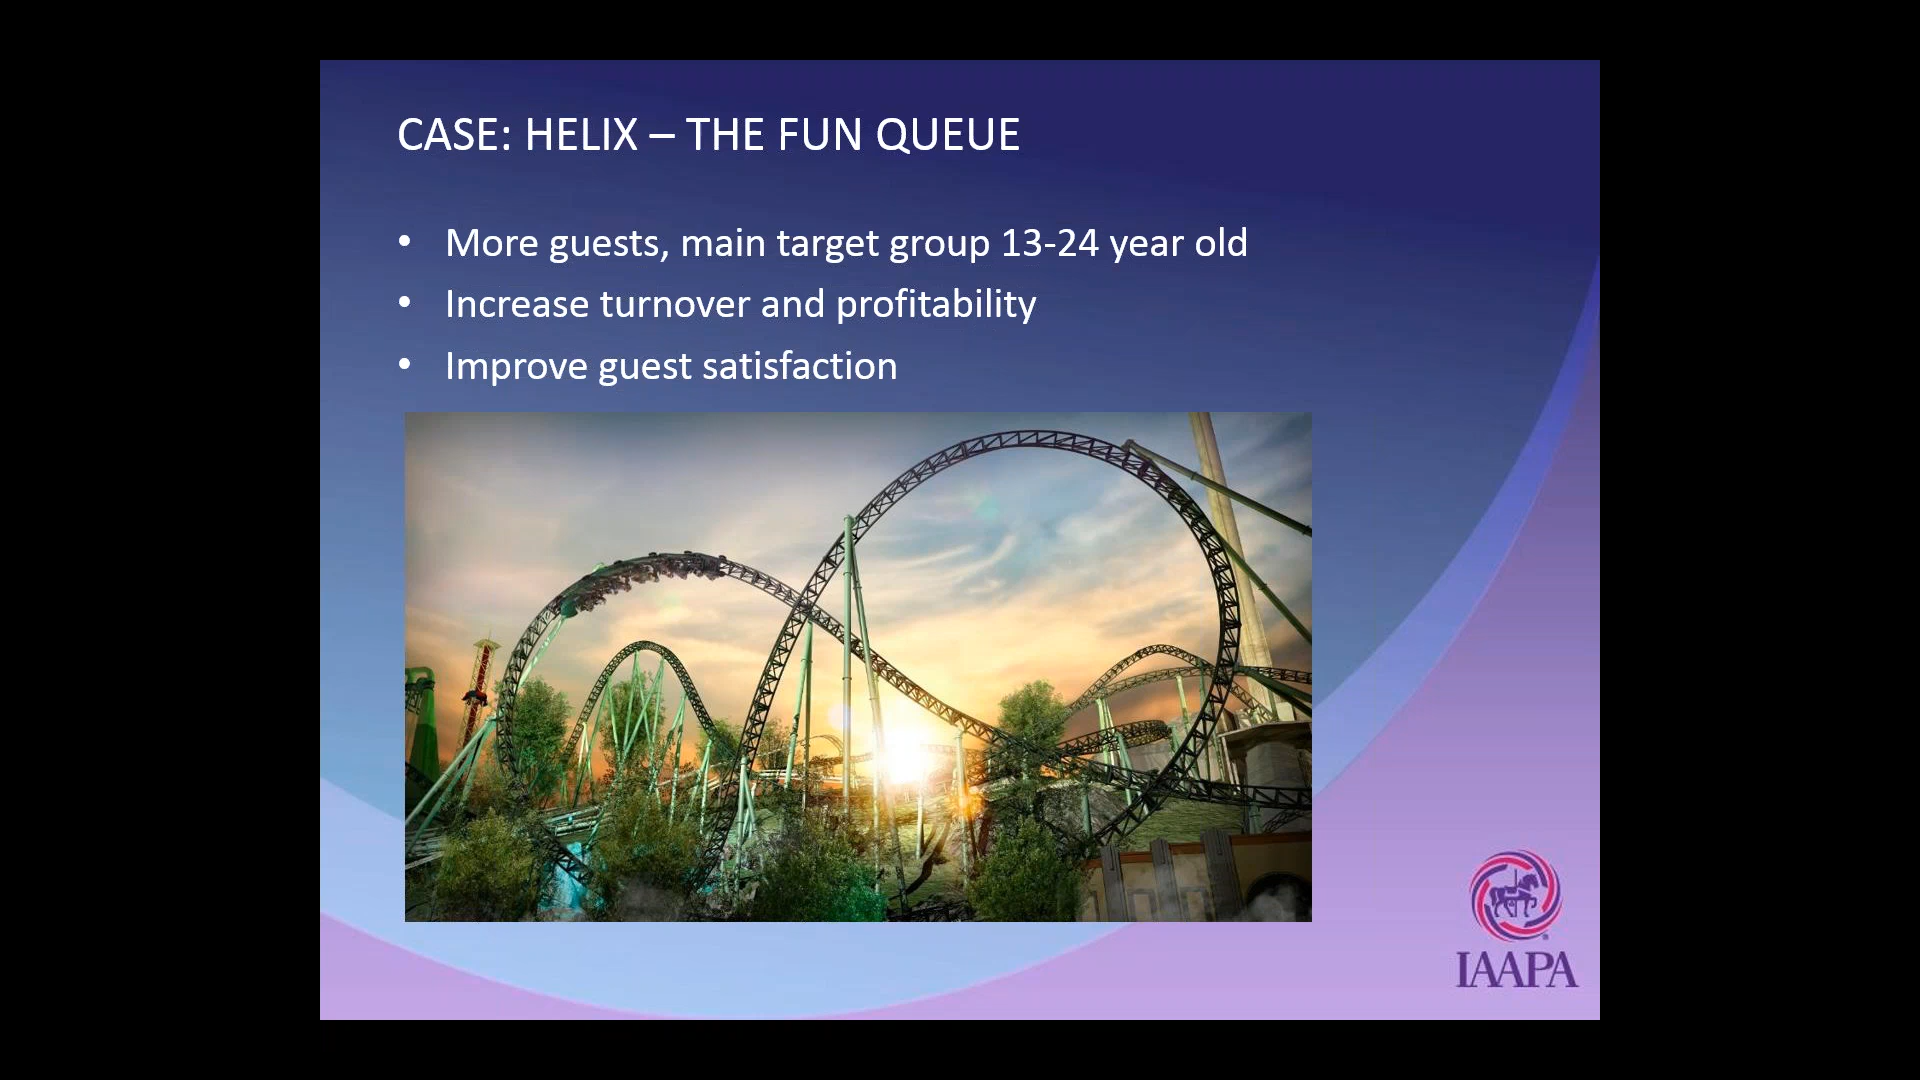 CASE: HELIX – THE FUN QUEUE
• More guests, main target group 13-24 year old
• Increase turnover and profitability
• Improve guest satisfaction
IAAPA